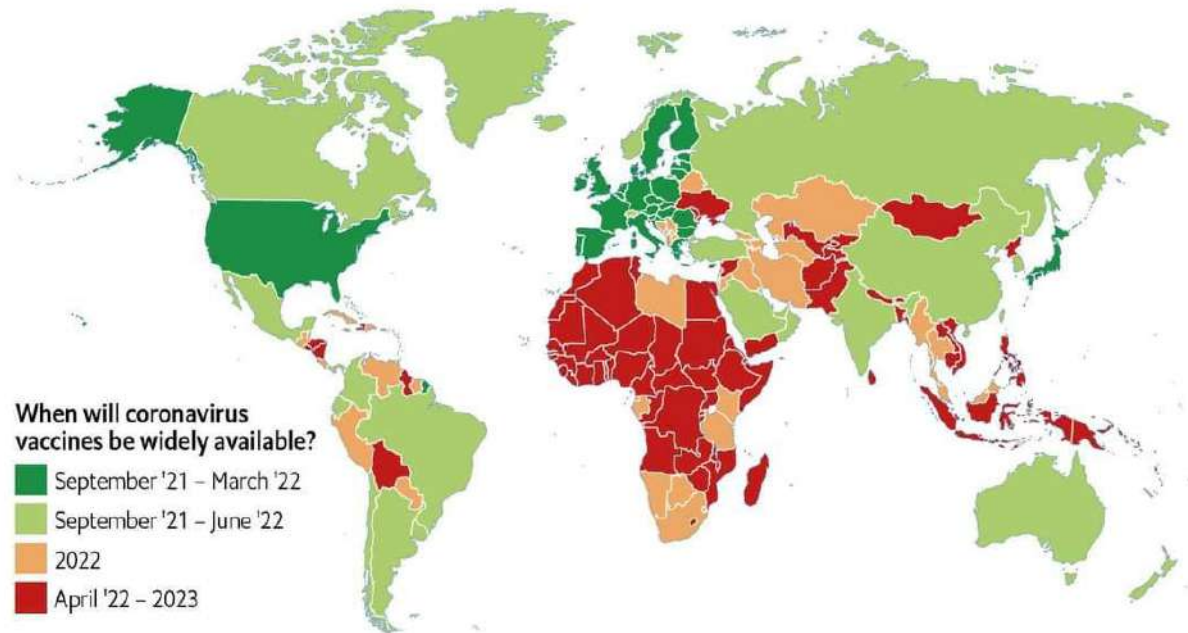 When will coronavirus
vaccines be widely available?
September '21 – March '22
September '21 – June '22
2022
April '22 – 2023